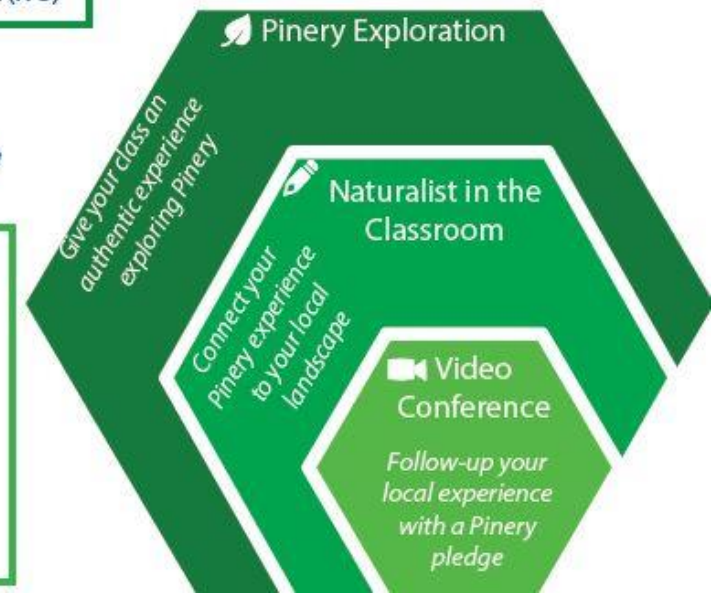 Pinery Exploration
Give your class an
authentic experience
exploring Pinery
Naturalist in the
Classroom
Connect your
Pinery experience
to your local
landscape
Video
Conference
Follow-up your
local experience
with a Pinery
pledge